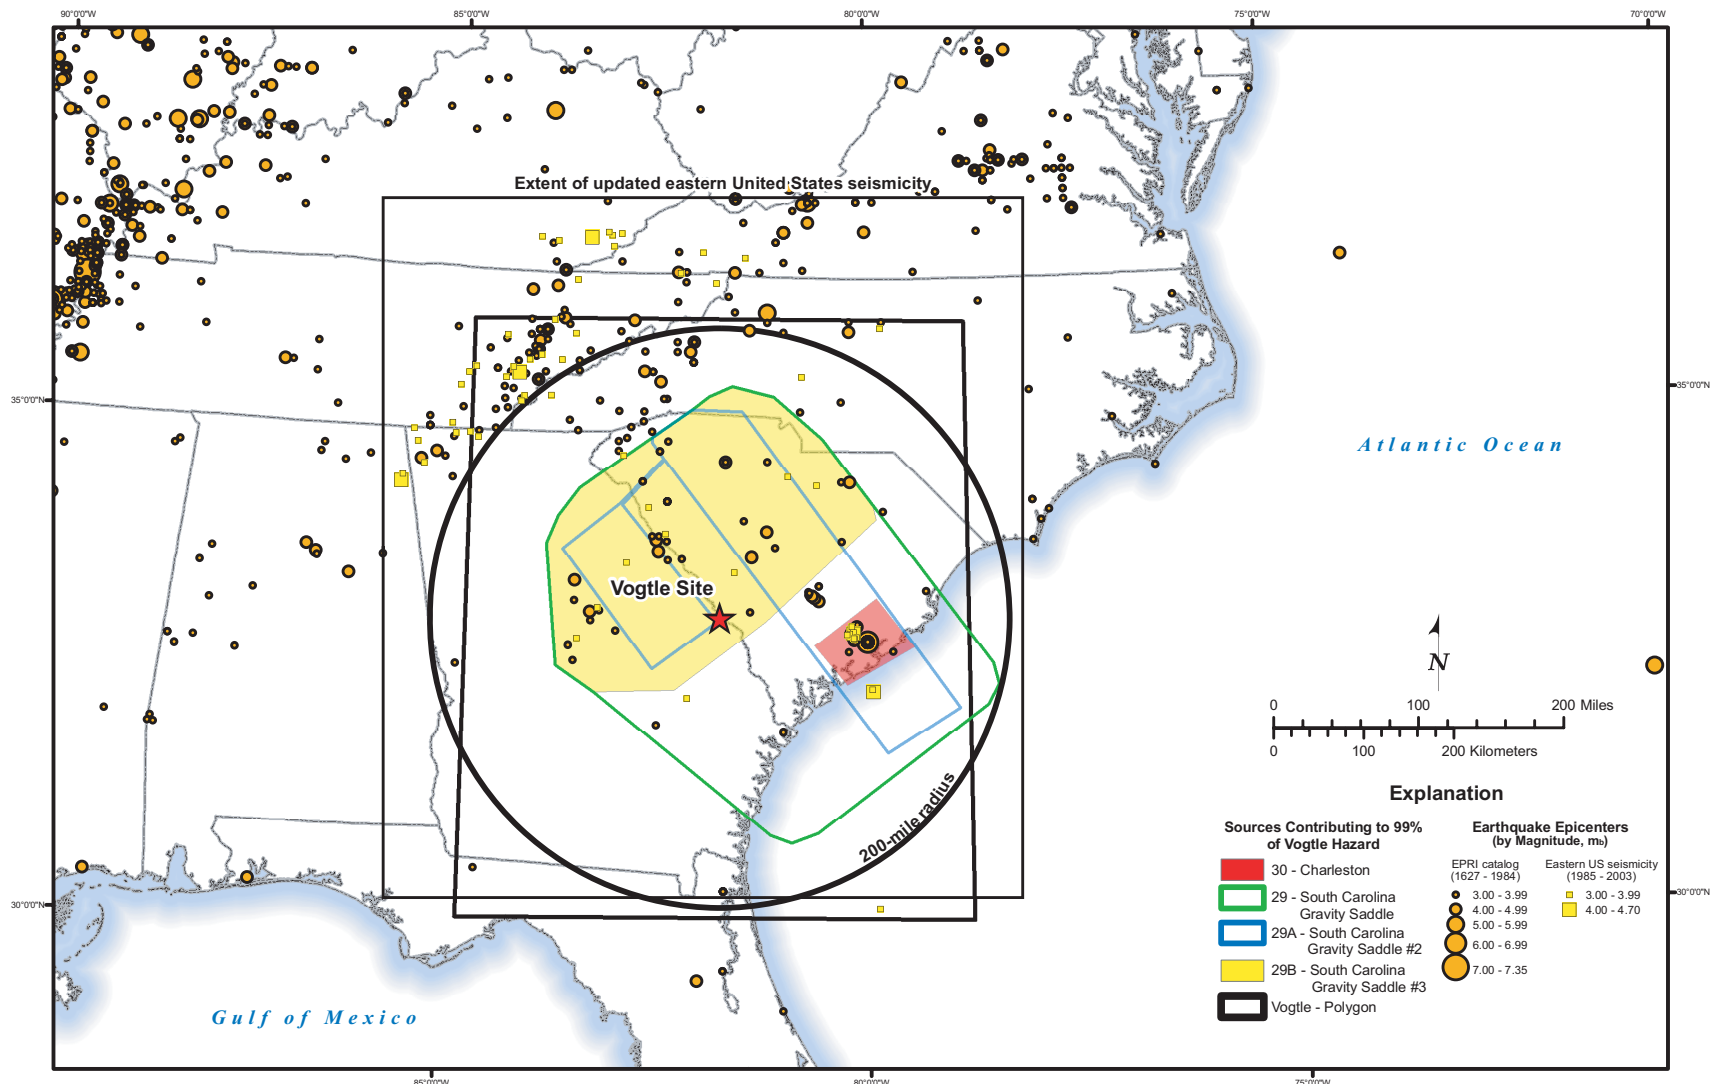 90°0'0"W
85°0'0"W
80°0'0"W
75°0'0"W
70°0'0"W
Extent of updated eastern United States seismicity
35°0'0"N
35°0'0"N
Atlantic Ocean
Vogtle Site
N
0 100 200 Miles
0 100 200 Kilometers
200-mile radius
Explanation
Sources Contributing to 99%
of Vogtle Hazard
30 - Charleston
29 - South Carolina
Gravity Saddle
29A - South Carolina
Gravity Saddle #2
29B - South Carolina
Gravity Saddle #3
Vogtle - Polygon
Earthquake Epicenters
(by Magnitude, mb)
EPRI catalog
(1627 - 1984)
3.00 - 3.99
4.00 - 4.99
5.00 - 5.99
6.00 - 6.99
7.00 - 7.35
Eastern US seismicity
(1985 - 2003)
3.00 - 3.99
4.00 - 4.70
30°0'0"N
30°0'0"N
Gulf of Mexico
85°0'0"W
80°0'0"W
75°0'0"W